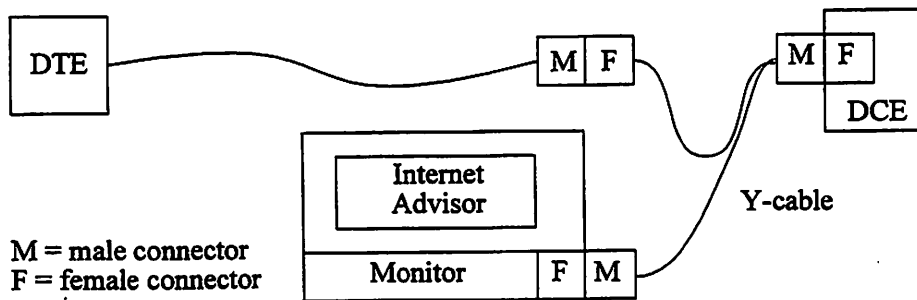 DTE
M F
M F
DCE
Internet
Advisor
Y-cable
M = male connector
F = female connector
Monitor
F M